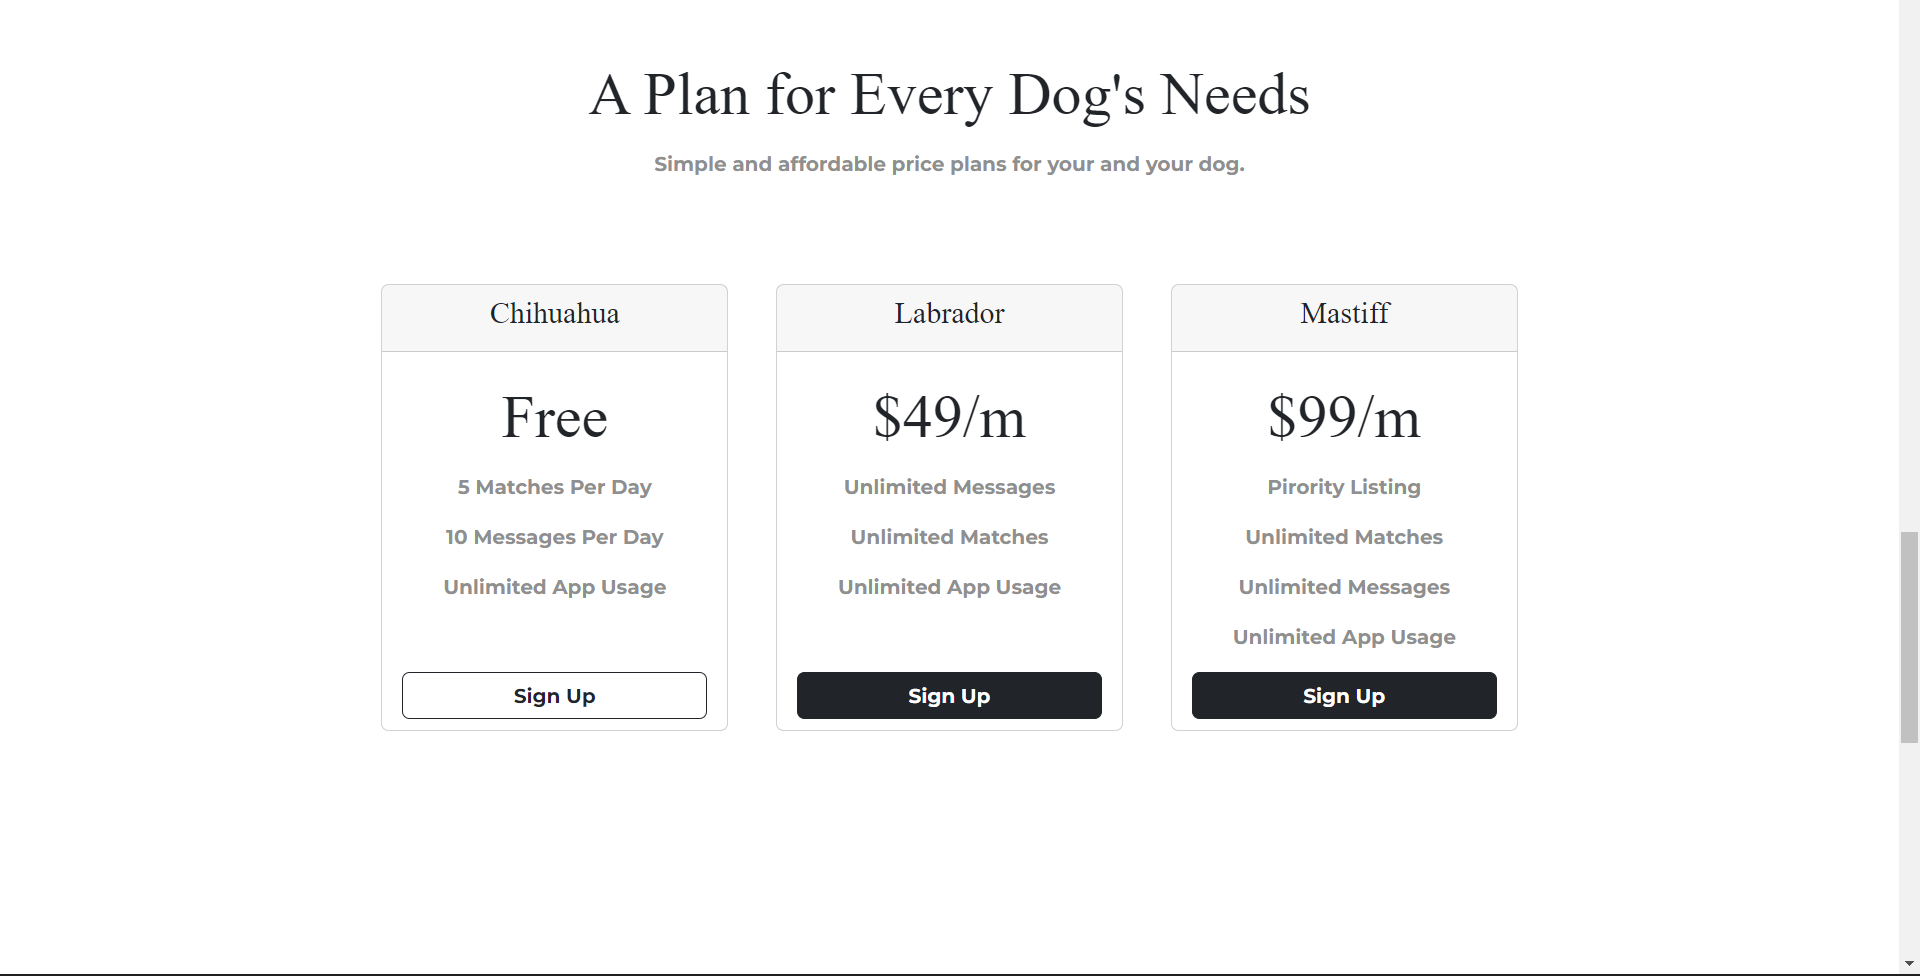 A Plan for Every Dog's Needs
Simple and affordable price plans for your and your dog.
Chihuahua
Free
5 Matches Per Day
10 Messages Per Day
Unlimited App Usage
Sign Up
Labrador
$49/m
Unlimited Messages
Unlimited Matches
Unlimited App Usage
Sign Up
Mastiff
$99/m
Pirority Listing
Unlimited Matches
Unlimited Messages
Unlimited App Usage
Sign Up